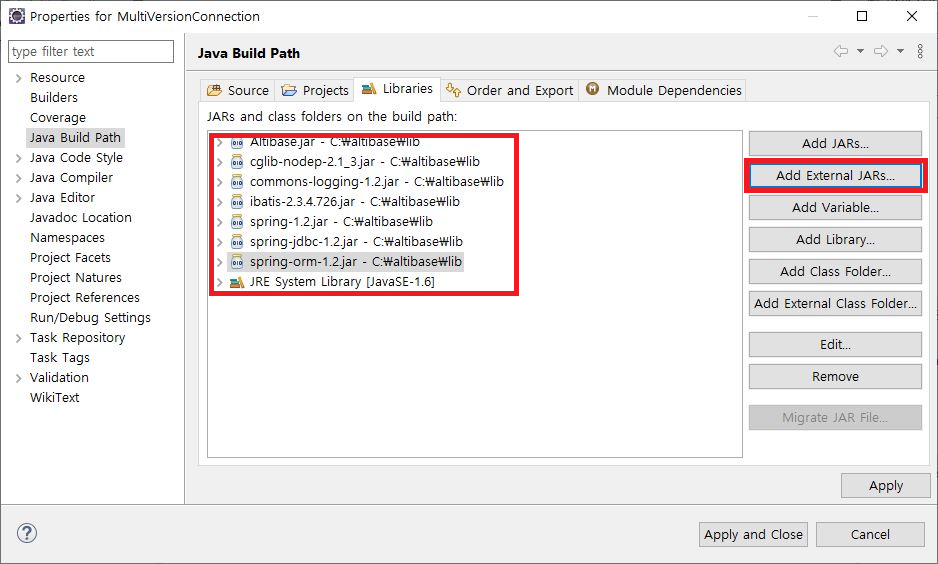 Properties for MultiVersionConnection
type filter text
Resource
Builders
Coverage
Java Build Path
Java Code Style
Java Compiler
Java Editor
Javadoc Location
Namespaces
Project Facets
Project Natures
Project References
Run/Debug Settings
Task Repository
Task Tags
Validation
WikiText
Java Build Path
Source
Projects
Libraries
Order and Export
Module Dependencies
JARs and class folders on the build path:
Altibase.jar - C:₩altibase₩lib
cglib-nodep-2.1_3.jar - C:₩altibase₩lib
commons-logging-1.2.jar - C:₩altibase₩lib
ibatis-2.3.4.726.jar - C:₩altibase₩lib
spring-1.2.jar - C:₩altibase₩lib
spring-jdbc-1.2.jar - C:₩altibase₩lib
spring-orm-1.2.jar - C:₩altibase₩lib
JRE System Library [JavaSE-1.6]
Add JARs...
Add External JARs...
Add Variable...
Add Library...
Add Class Folder...
Add External Class Folder...
Edit...
Remove
Migrate JAR File...
Apply
Apply and Close
Cancel